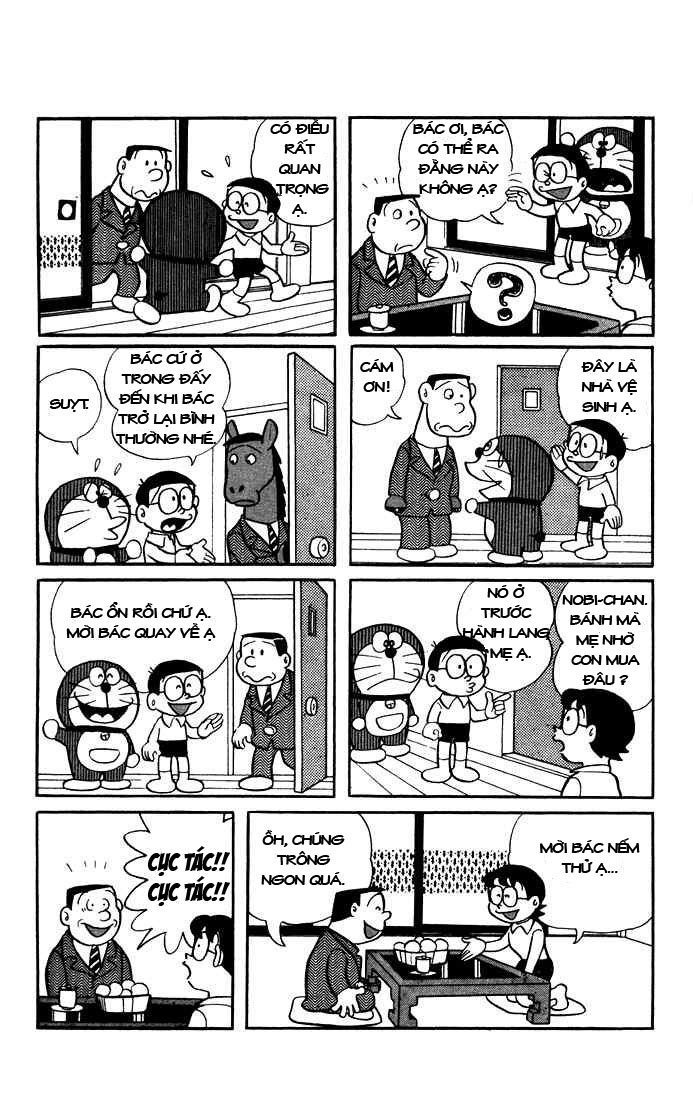 BÁC ƠI, BÁC
CÓ THỂ RA
ĐẰNG NÀY
KHÔNG Ạ?
?
CÓ ĐIỀU
RẤT
QUAN
TRỌNG
Ạ.
ĐÂY LÀ
NHÀ VỆ
SINH Ạ.
CÁM
ƠN!
BÁC CỨ Ở
TRONG ĐẤY
ĐẾN KHI BÁC
TRỞ LẠI BÌNH
THƯỜNG NHÉ.
SUỴT.
NOBI-CHAN.
BÁNH MÀ
MẸ NHỜ
CON MUA
ĐÂU ?
NÓ Ở
TRƯỚC
HÀNH LANG
MẸ Ạ.
BÁC ỔN RỒI CHỨ Ạ.
MỜI BÁC QUAY VỀ Ạ
MỜI BÁC NẾM
THỬ Ạ...
ỒH, CHÚNG
TRÔNG
NGON QUÁ.
CỤC TÁC!!
CỤC TÁC!!